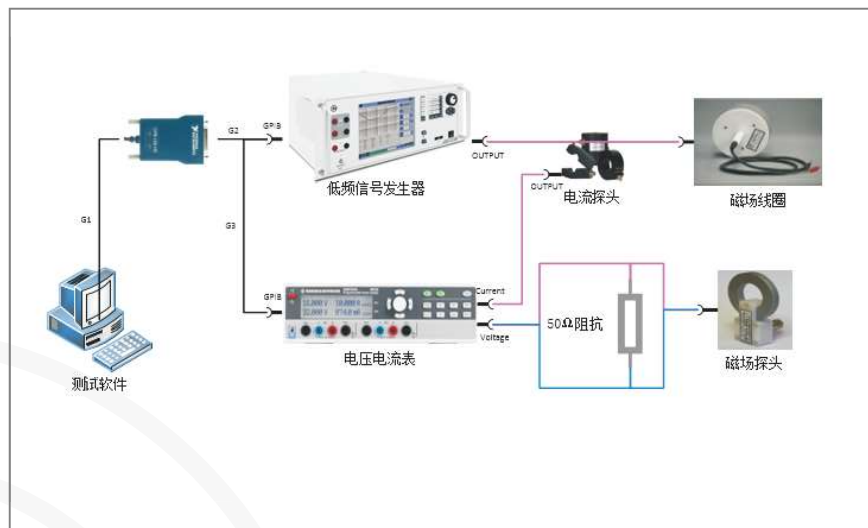 G2
GPIB
OUTPUT
低频信号发生器
OUTPUT
电流探头
磁场线圈
G1
G3
GPIB
Current
Voltage
电压电流表
50Ω阻抗
磁场探头
测试软件